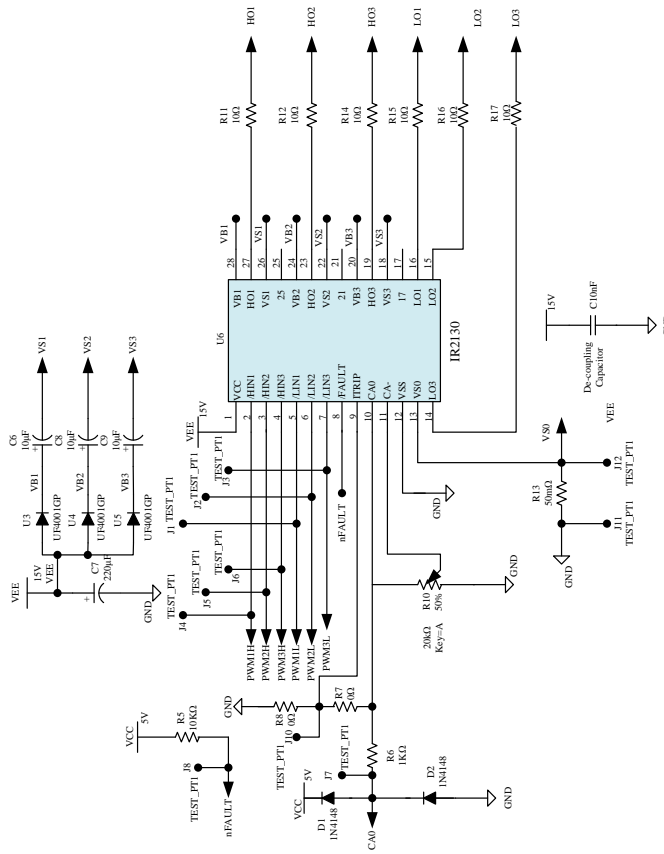 HO1
HO2
HO3
LO1
LO2
LO3
R11
10Ω
R12
10Ω
R14
10Ω
R15
10Ω
R16
10Ω
R17
10Ω
VB1
VS1
VB2
VS2
VB3
VS3
28
27
26
25
24
23
22
21
20
19
18
17
16
15
VB1
HO1
VS1
25
VB2
HO2
VS2
21
VB3
HO3
VS3
17
LO1
LO2
U6
IR2130
VCC
/HIN1
/HIN2
/HIN3
/LIN1
/LIN2
/LIN3
/FAULT
ITRIP
CA0
CA-
VSS
VS0
LO3
1
2
3
4
5
6
7
8
9
10
11
12
13
14
VEE
15V
VS1
VS2
VS3
C6
10µF
C8
10µF
C9
10µF
VB1
VB2
VB3
U3
UF4001GP
U4
UF4001GP
U5
UF4001GP
VEE
15V
VEE
C7
220µF
GND
J1
TEST_PT1
J2
TEST_PT1
J3
TEST_PT1
J4
TEST_PT1
J5
TEST_PT1
J6
TEST_PT1
PWM1H
PWM2H
PWM3H
PWM1L
PWM2L
PWM3L
nFAULT
GND
VCC
5V
R5
10KΩ
J8
TEST_PT1
nFAULT
GND
R8
0Ω
R7
0Ω
J10
TEST_PT1
J7
TEST_PT1
R6
1KΩ
VCC
5V
D1
1N4148
D2
1N4148
CA0
GND
R10
50%
20kΩ
Key=A
GND
GND
J11
TEST_PT1
R13
50mΩ
J12
TEST_PT1
VS0
VEE
15V
C10nF
De-coupling
Capacitor